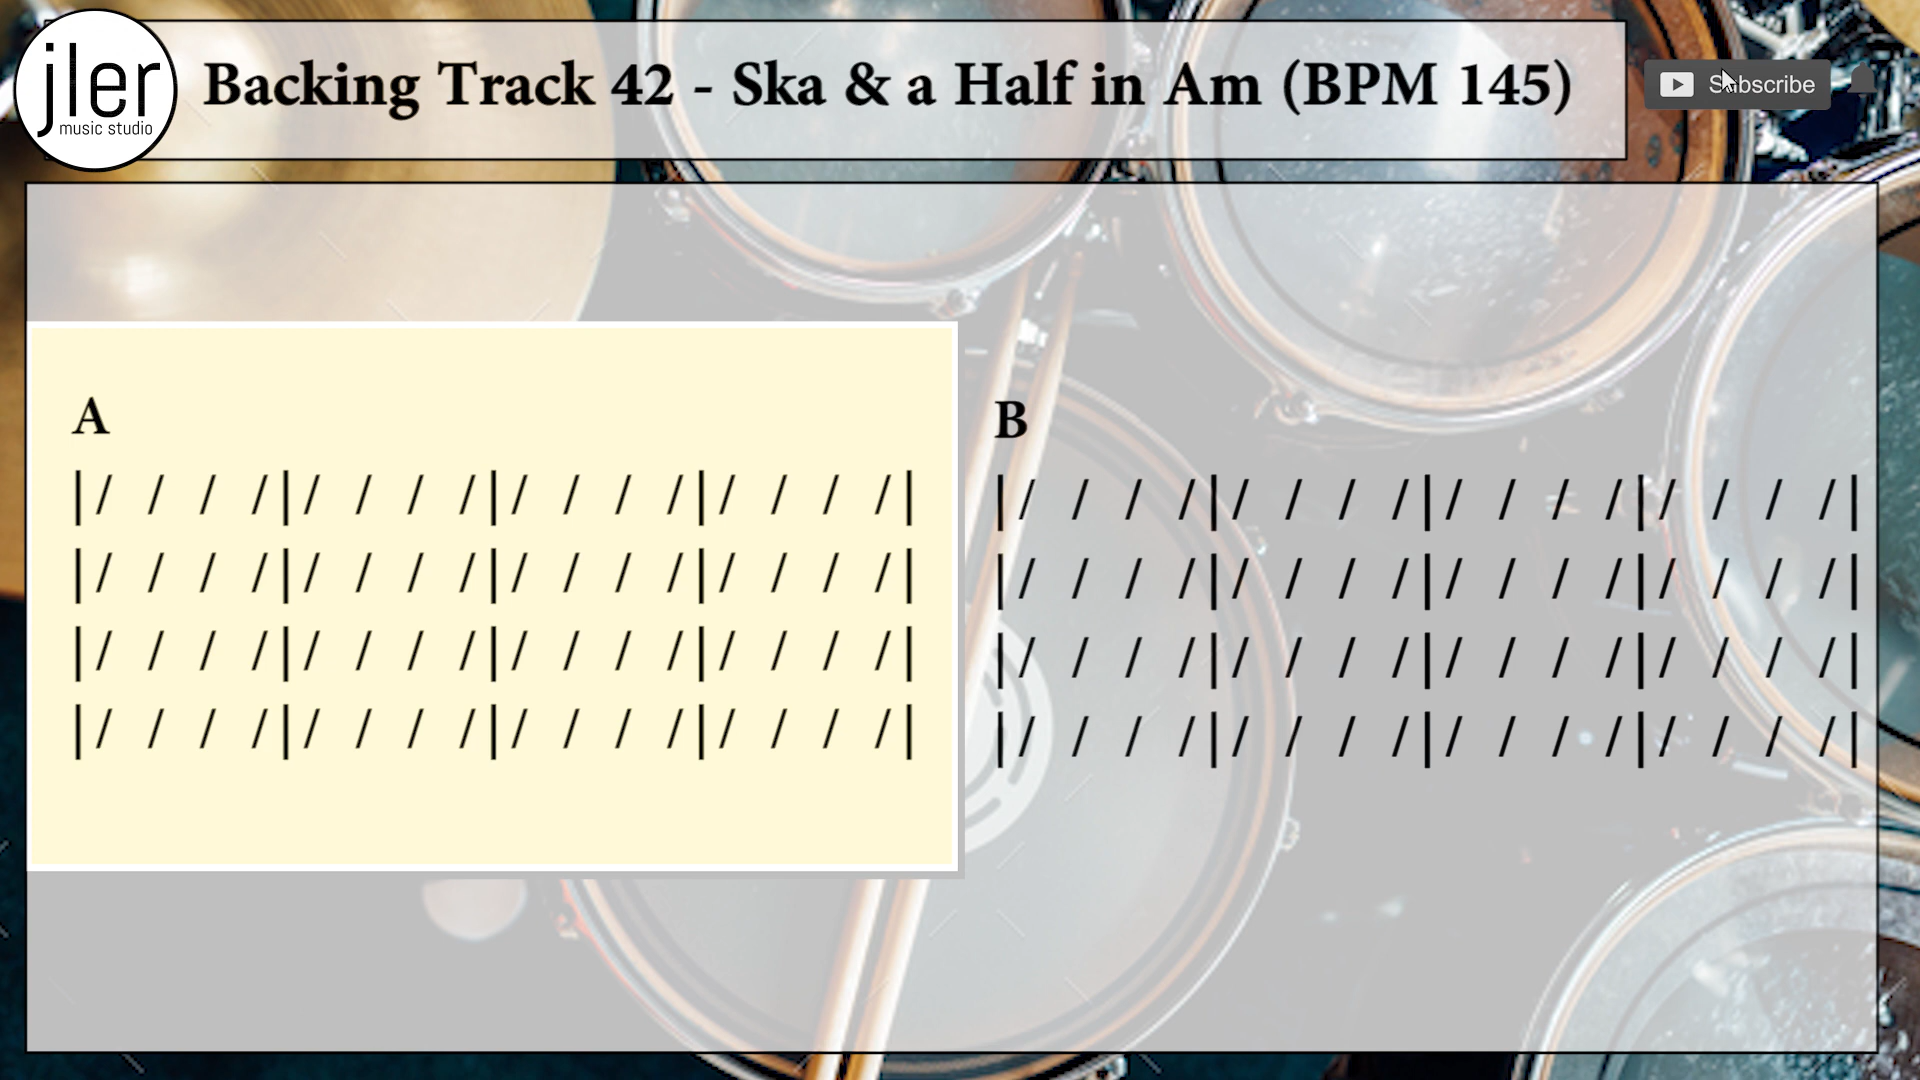 jler
music studio
Backing Track 42 - Ska & a Half in Am (BPM 145)
Subscribe
A
|/ / / /|/ / / /|/ / / /|/ / / /|
|/ / / /|/ / / /|/ / / /|/ / / /|
|/ / / /|/ / / /|/ / / /|/ / / /|
|/ / / /|/ / / /|/ / / /|/ / / /|
B
|/ / / /|/ / / /|/ / / /|/ / / /|
|/ / / /|/ / / /|/ / / /|/ / / /|
|/ / / /|/ / / /|/ / / /|/ / / /|
|/ / / /|/ / / /|/ / / /|/ / / /|